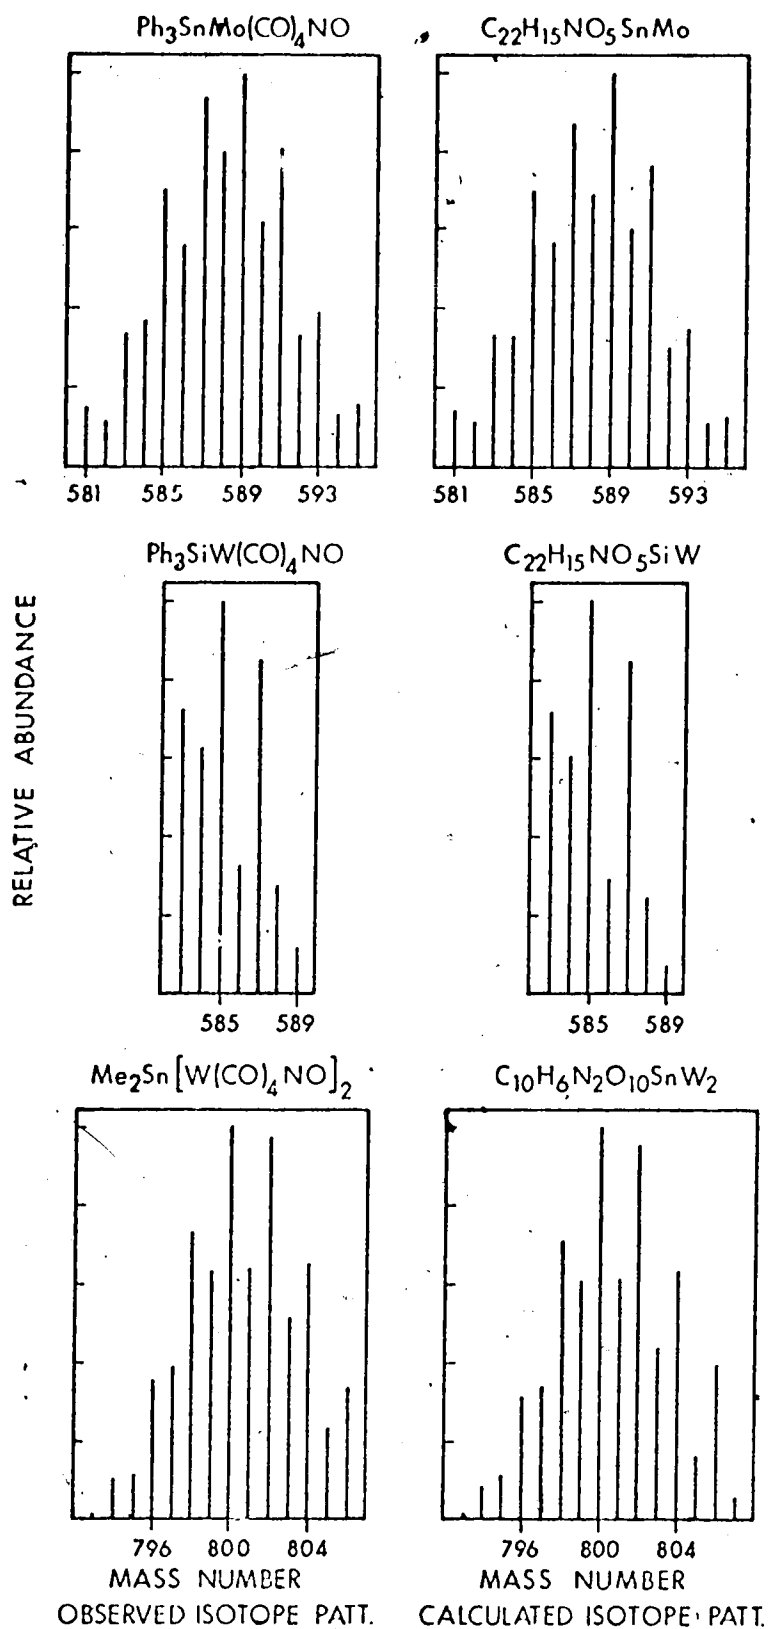 Ph₃SnMo(CO)₄NO
C₂₂H₁₅NO₅SnMo
581 585 589 593
581 585 589 593
RELATIVE ABUNDANCE
Ph₃SiW(CO)₄NO
C₂₂H₁₅NO₅SiW
585 589
585 589
Me₂Sn[W(CO)₄NO]₂
C₁₀H₆N₂O₁₀SnW₂
796 800 804
796 800 804
MASS NUMBER
MASS NUMBER
OBSERVED ISOTOPE PATT.
CALCULATED ISOTOPE PATT.